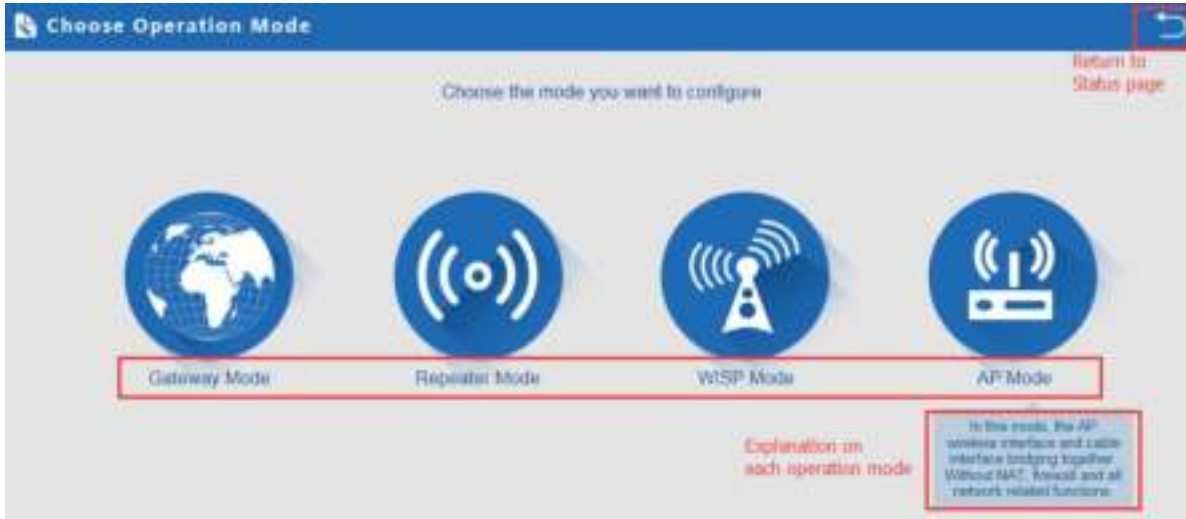 Choose Operation Mode
Return to
Status page
Choose the mode you want to configure
Gateway Mode
Repeater Mode
WISP Mode
AP Mode
Explanation on
each operation mode
In this mode, the AP
wireless interface and cable
interface bridging together.
Without NAT, firewall and all
network related functions.